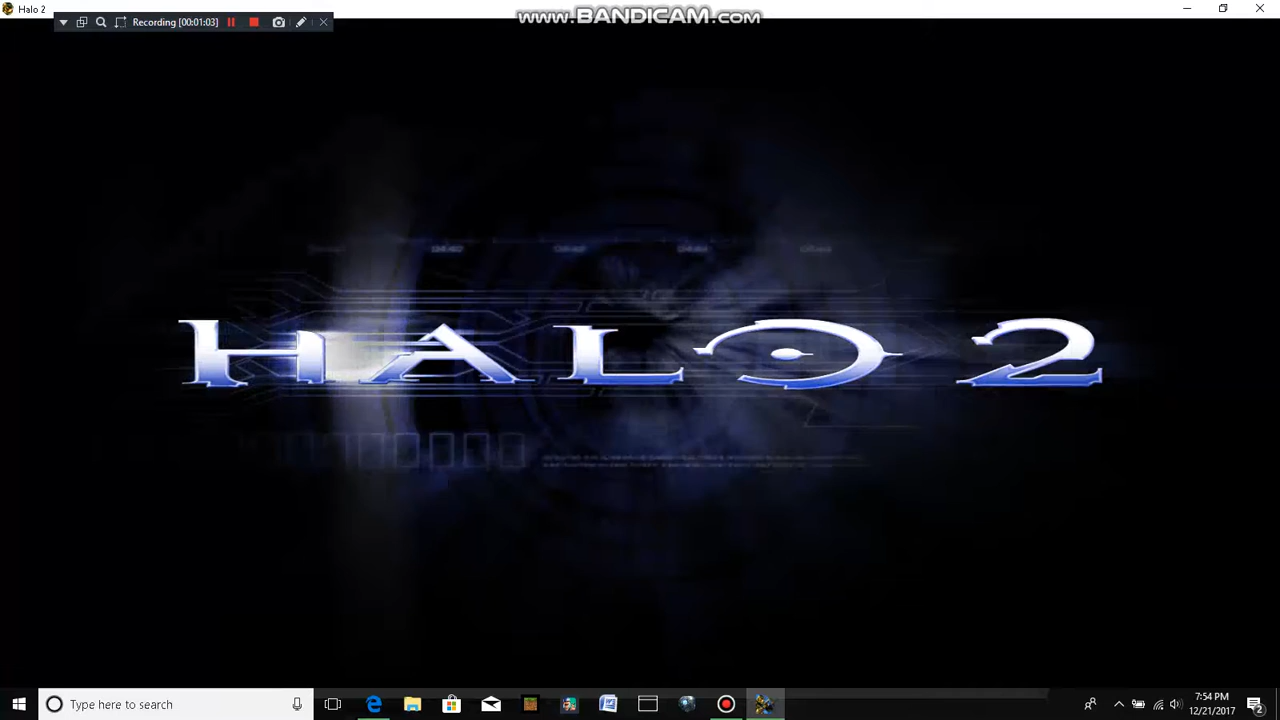 Halo 2
Recording [00:01:03]
www.BANDICAM.com
HALO 2
Type here to search
7:54 PM
12/21/2017
2